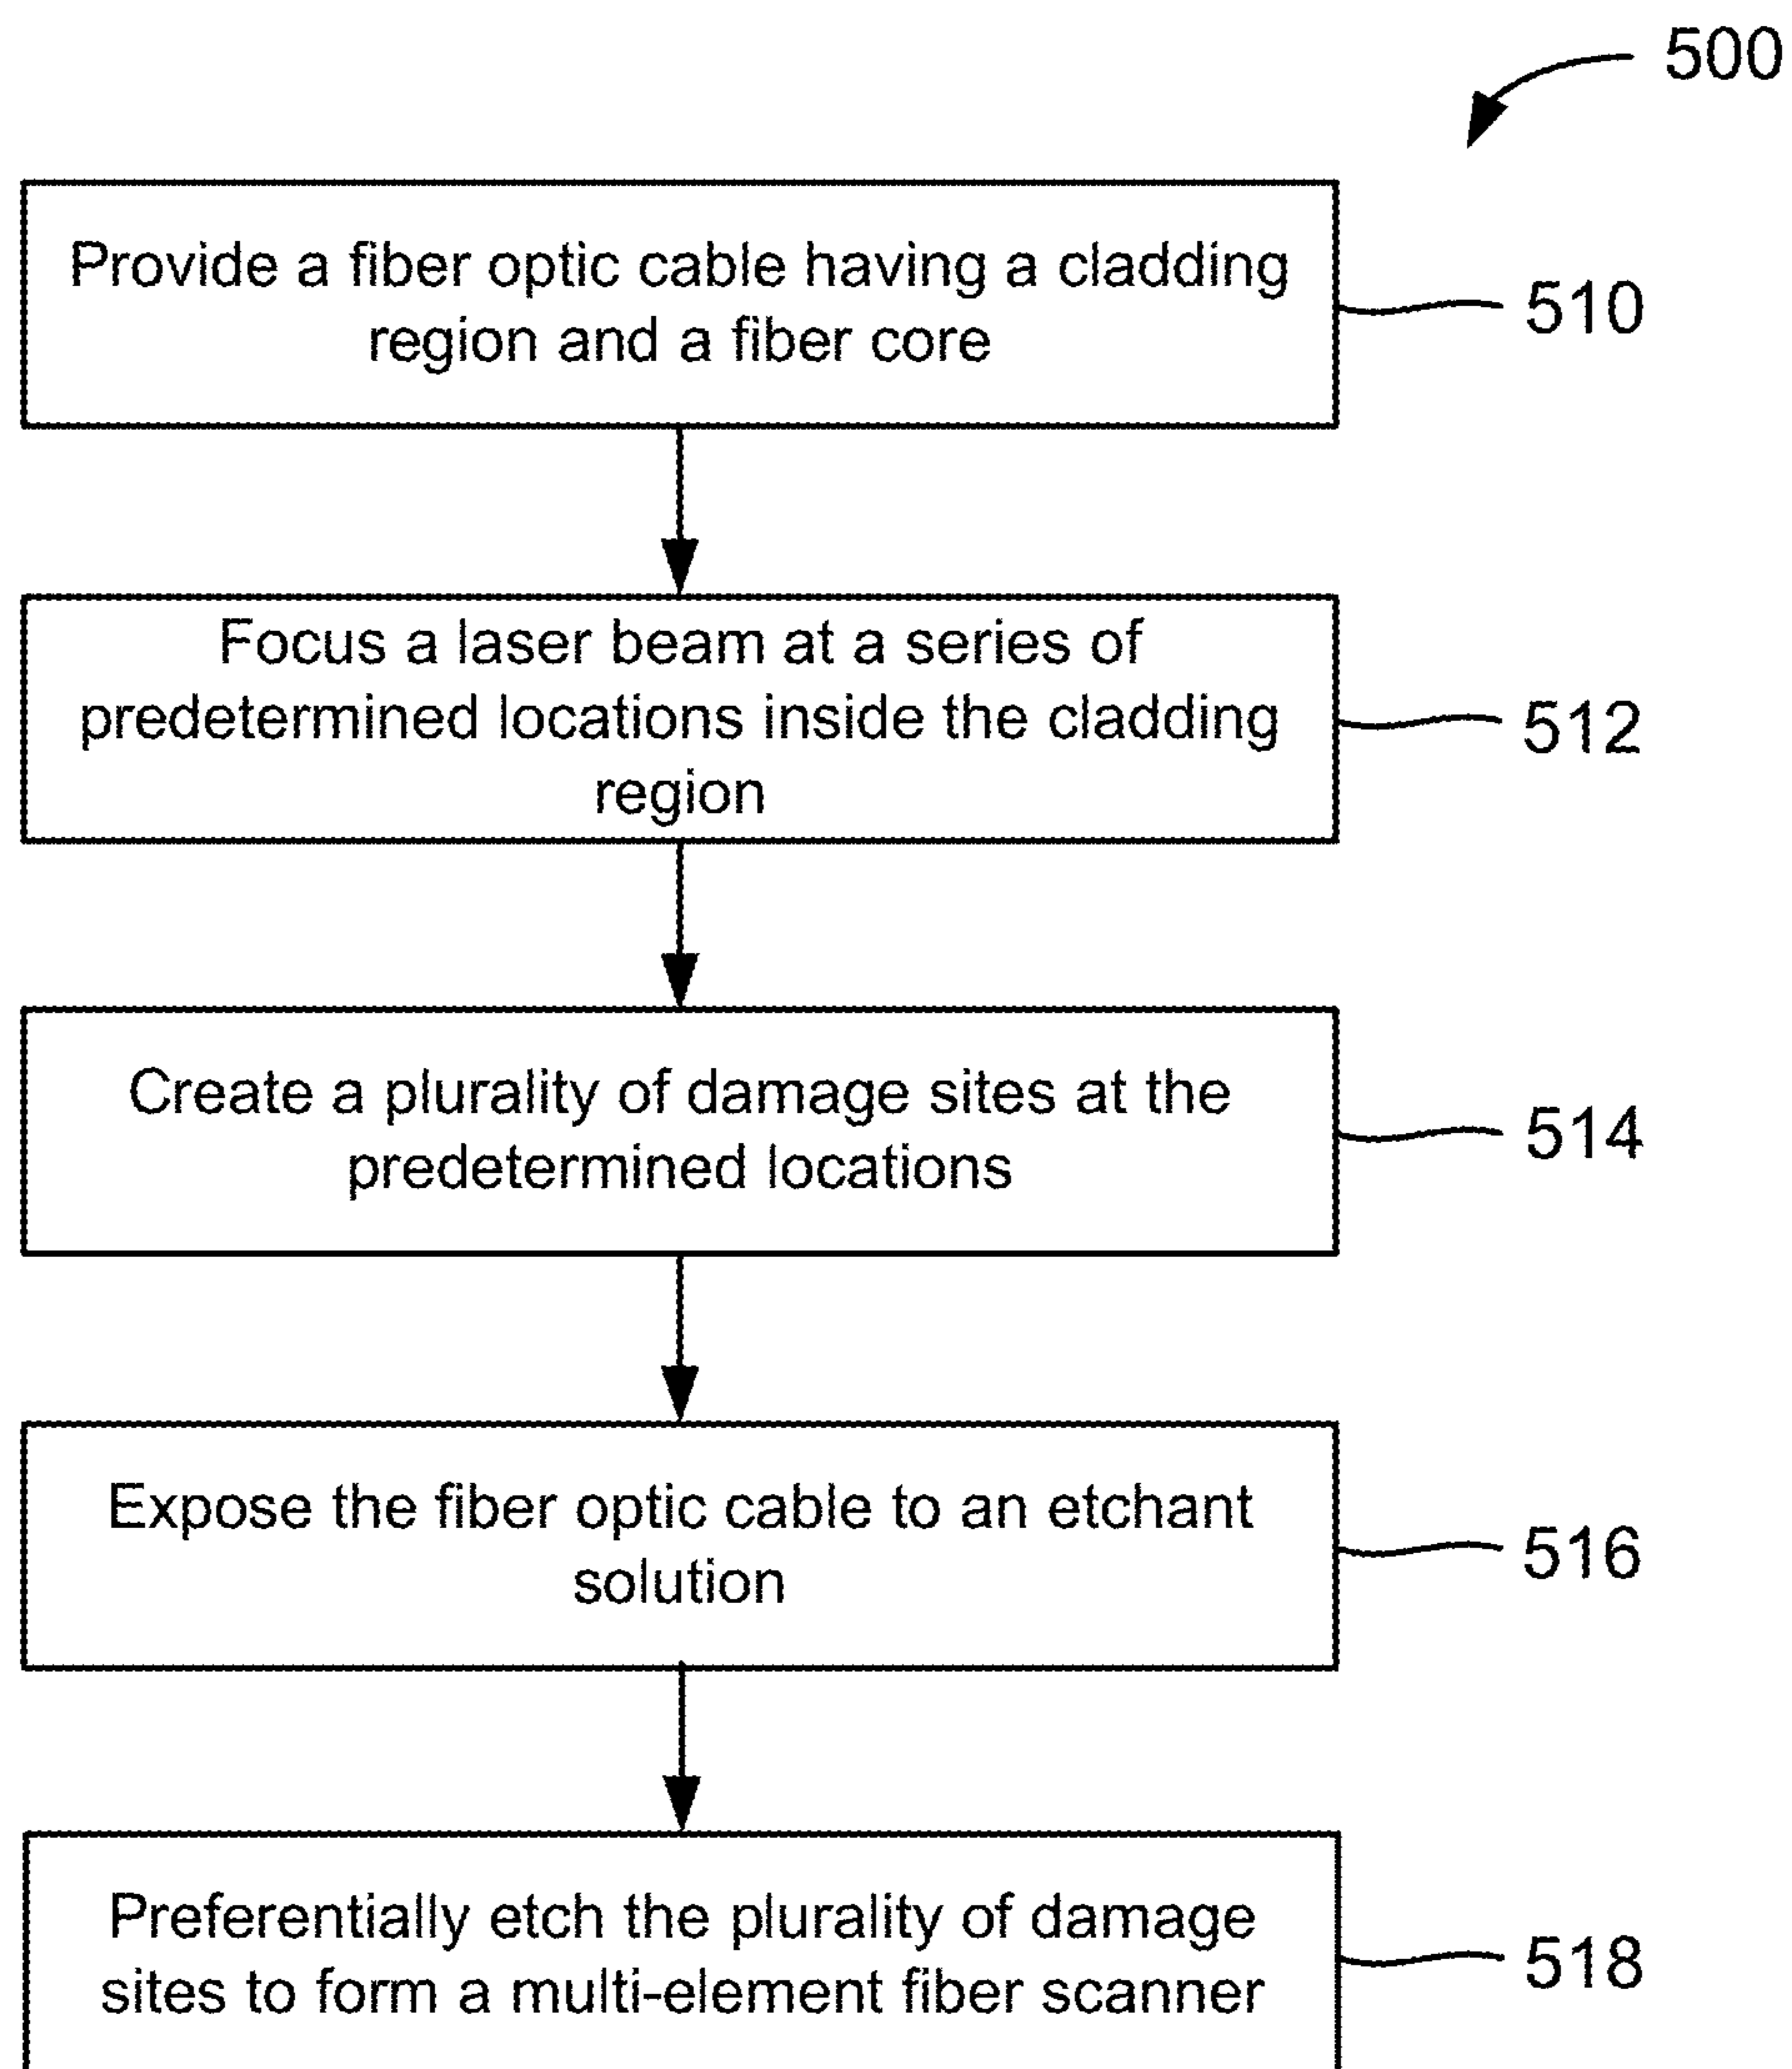 500
Provide a fiber optic cable having a cladding
region and a fiber core
510
Focus a laser beam at a series of
predetermined locations inside the cladding
region
512
Create a plurality of damage sites at the
predetermined locations
514
Expose the fiber optic cable to an etchant
solution
516
Preferentially etch the plurality of damage
sites to form a multi-element fiber scanner
518